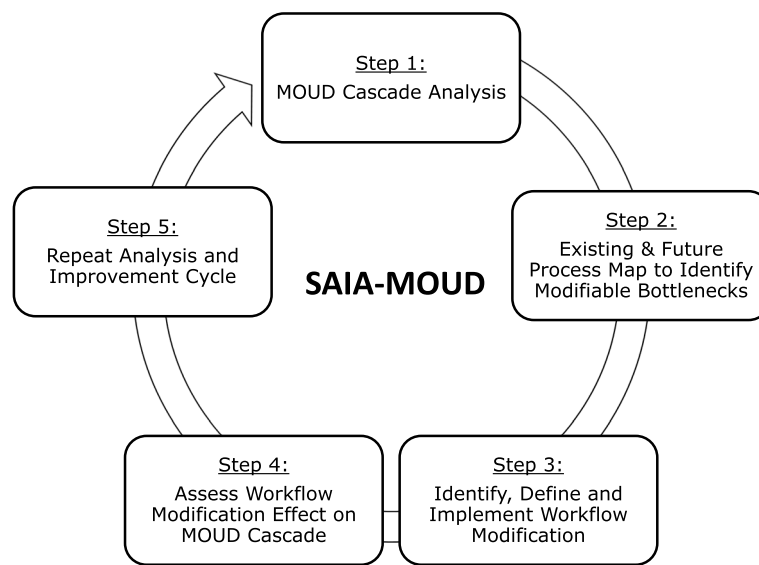 Step 1:
MOUD Cascade Analysis
Step 2:
Existing & Future
Process Map to Identify
Modifiable Bottlenecks
Step 3:
Identify, Define and
Implement Workflow
Modification
Step 4:
Assess Workflow
Modification Effect on
MOUD Cascade
Step 5:
Repeat Analysis and
Improvement Cycle
SAIA-MOUD